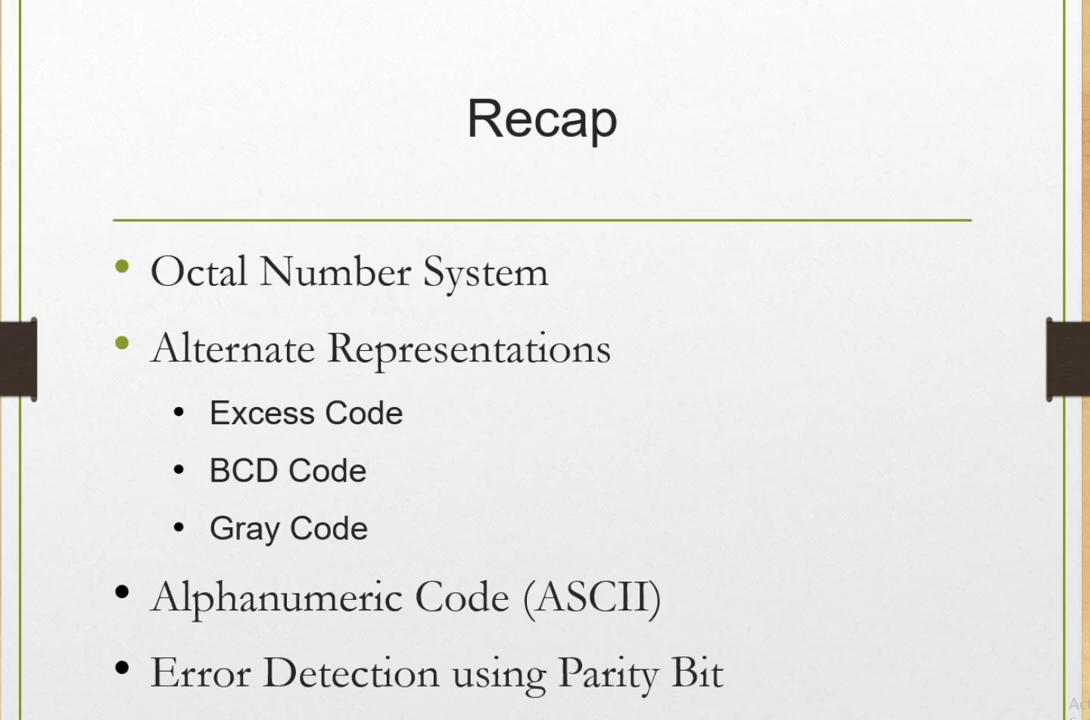 Recap
• Octal Number System
• Alternate Representations
• Excess Code
• BCD Code
• Gray Code
• Alphanumeric Code (ASCII)
• Error Detection using Parity Bit